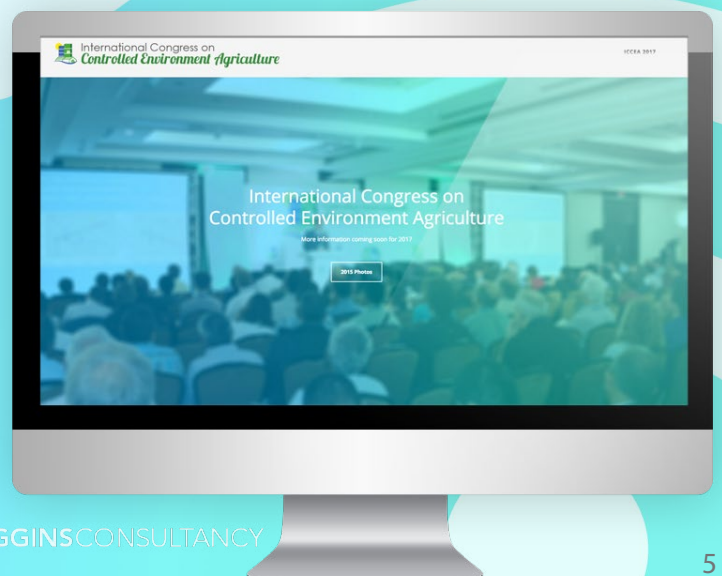 International Congress on
Controlled Environment Agriculture
ICCEA 2017
International Congress on
Controlled Environment Agriculture
More information coming soon for 2017
2015 Photos
GGINSCONSULTANCY
5